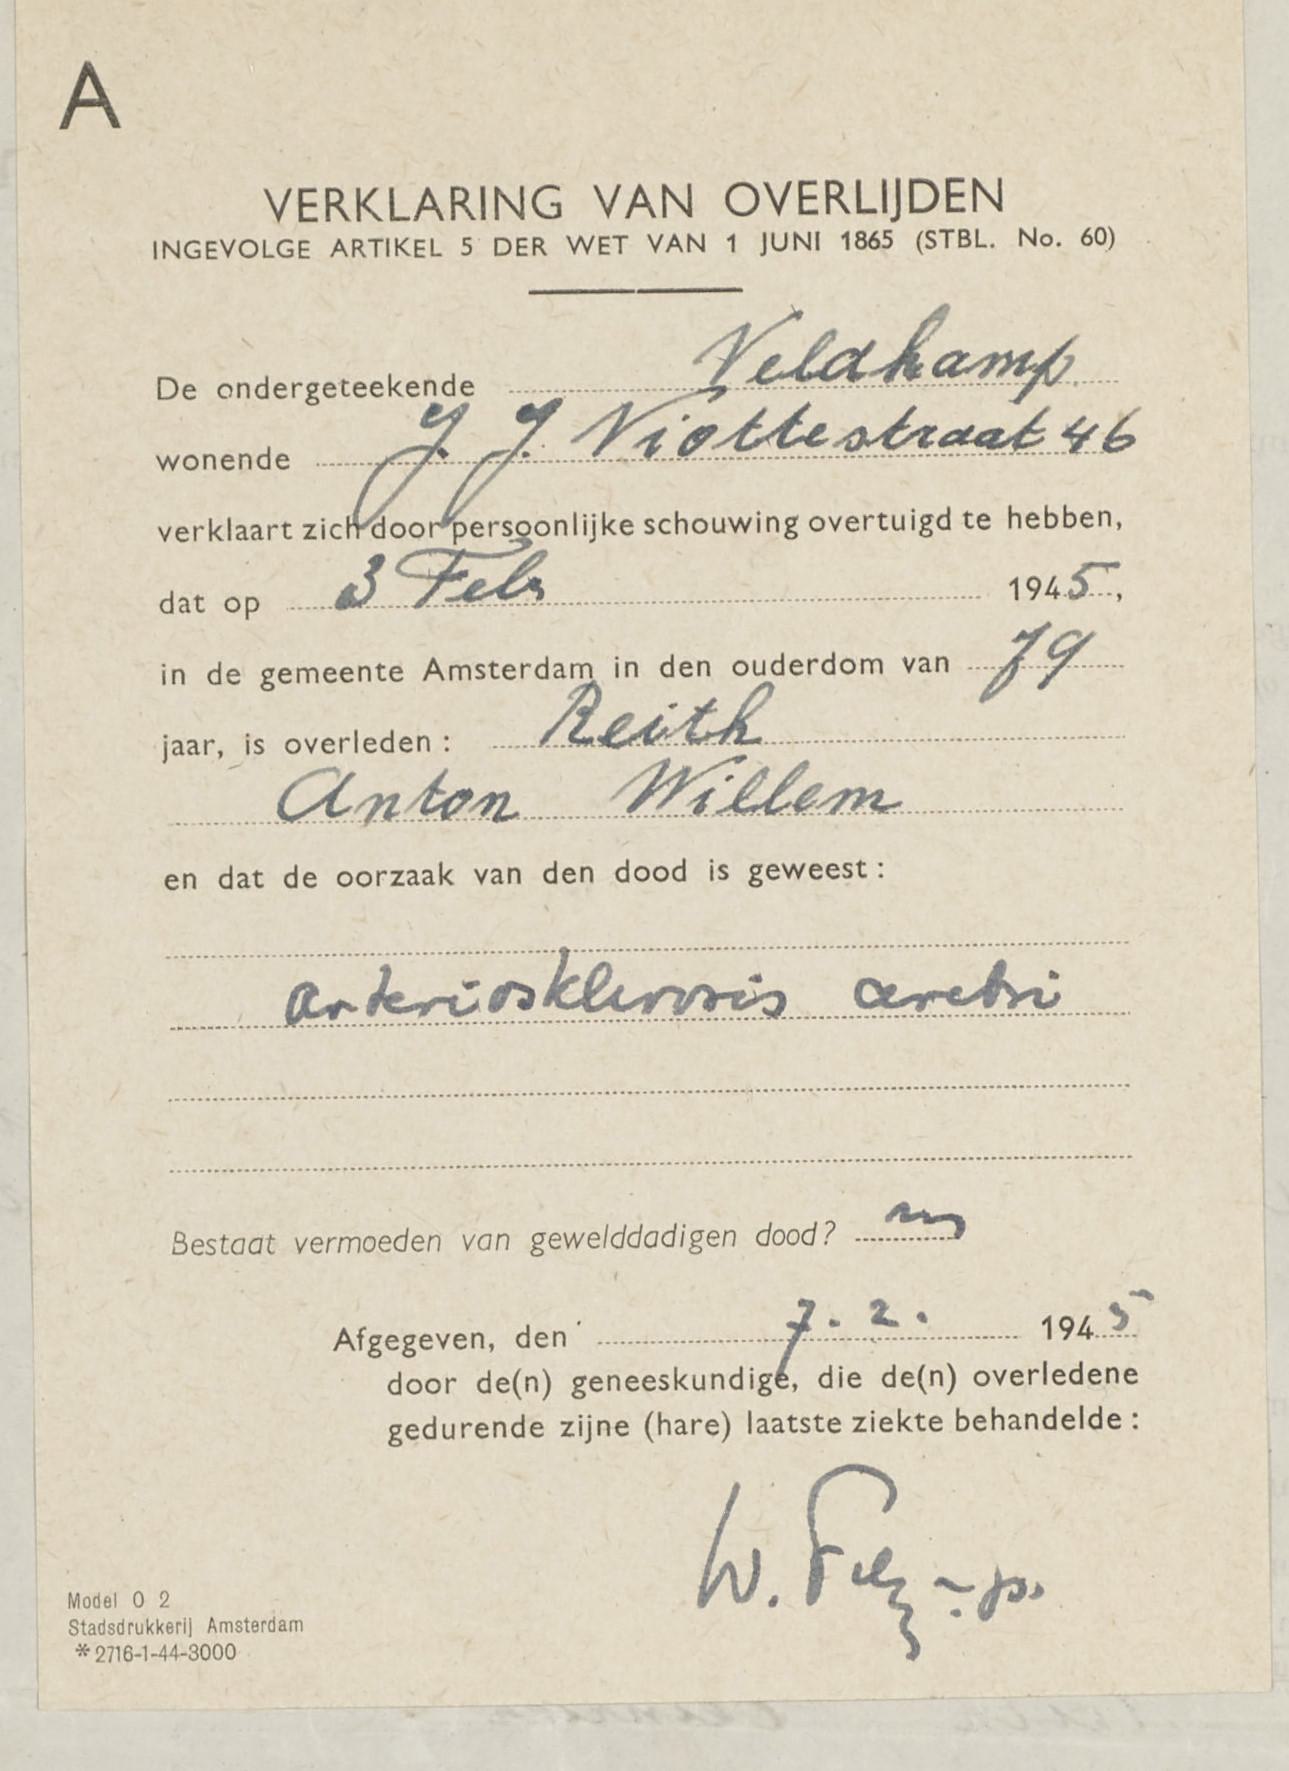 A
VERKLARING VAN OVERLIJDEN
INGEVOLGE ARTIKEL 5 DER WET VAN 1 JUNI 1865 (STBL. No. 60)
De ondergeteekende Veldkamp
wonende J. J. Viottestraat 46
verklaart zich door persoonlijke schouwing overtuigd te hebben,
dat op 3 Febr 1945,
in de gemeente Amsterdam in den ouderdom van 79
jaar, is overleden: Reith
Anton Willem
en dat de oorzaak van den dood is geweest:
arteriosklerosis cerebri
Bestaat vermoeden van gewelddadigen dood?
Afgegeven, den 7. 2. 1945
door de(n) geneeskundige, die de(n) overledene
gedurende zijne (hare) laatste ziekte behandelde:
W.
Model O 2
Stadsdrukkerij Amsterdam
*2716-1-44-3000